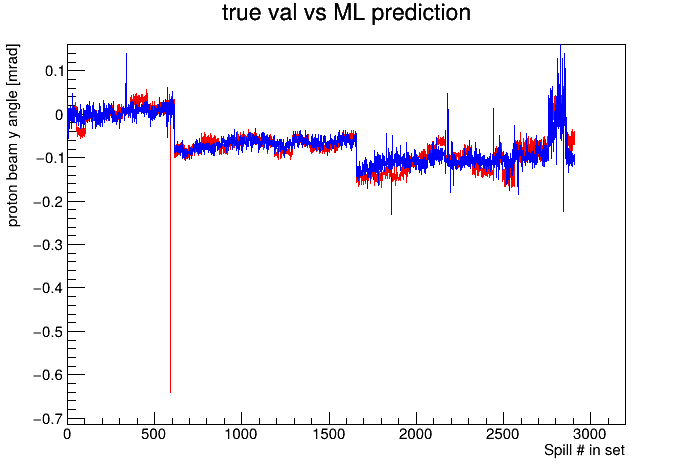 true val vs ML prediction
proton beam y angle [mrad]
0.1
0
−0.1
−0.2
−0.3
−0.4
−0.5
−0.6
−0.7
0 500 1000 1500 2000 2500 3000
Spill # in set